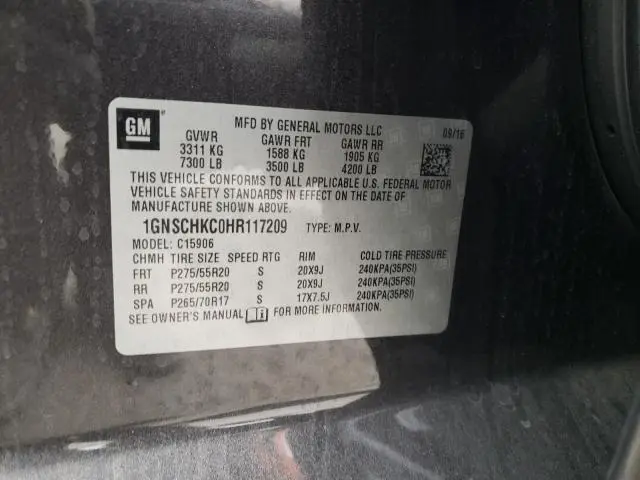 GM
MFD BY GENERAL MOTORS LLC 09/16
GVWR GAWR FRT GAWR RR
3311 KG 1588 KG 1905 KG
7300 LB 3500 LB 4200 LB
THIS VEHICLE CONFORMS TO ALL APPLICABLE U.S. FEDERAL MOTOR
VEHICLE SAFETY STANDARDS IN EFFECT ON THE DATE OF
MANUFACTURE SHOWN ABOVE.
1GNSCHKC0HR117209 TYPE: M.P.V.
MODEL: C15906
CHMH TIRE SIZE SPEED RTG RIM COLD TIRE PRESSURE
FRT P275/55R20 S 20X9J 240KPA(35PSI)
RR P275/55R20 S 20X9J 240KPA(35PSI)
SPA P265/70R17 S 17X7.5J 240KPA(35PSI)
SEE OWNER'S MANUAL FOR MORE INFORMATION.